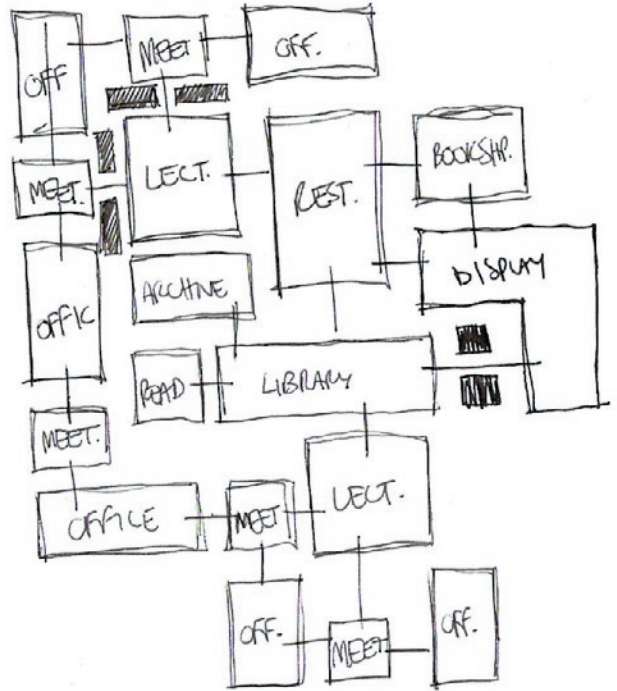 OFF
MEET
OFF.
MEET.
LECT.
REST.
BOOKSHP.
OFFIC
ARCHIVE
DISPLAY
READ
LIBRARY
MEET.
OFFICE
MEET
LECT.
OFF.
MEET
OFF.